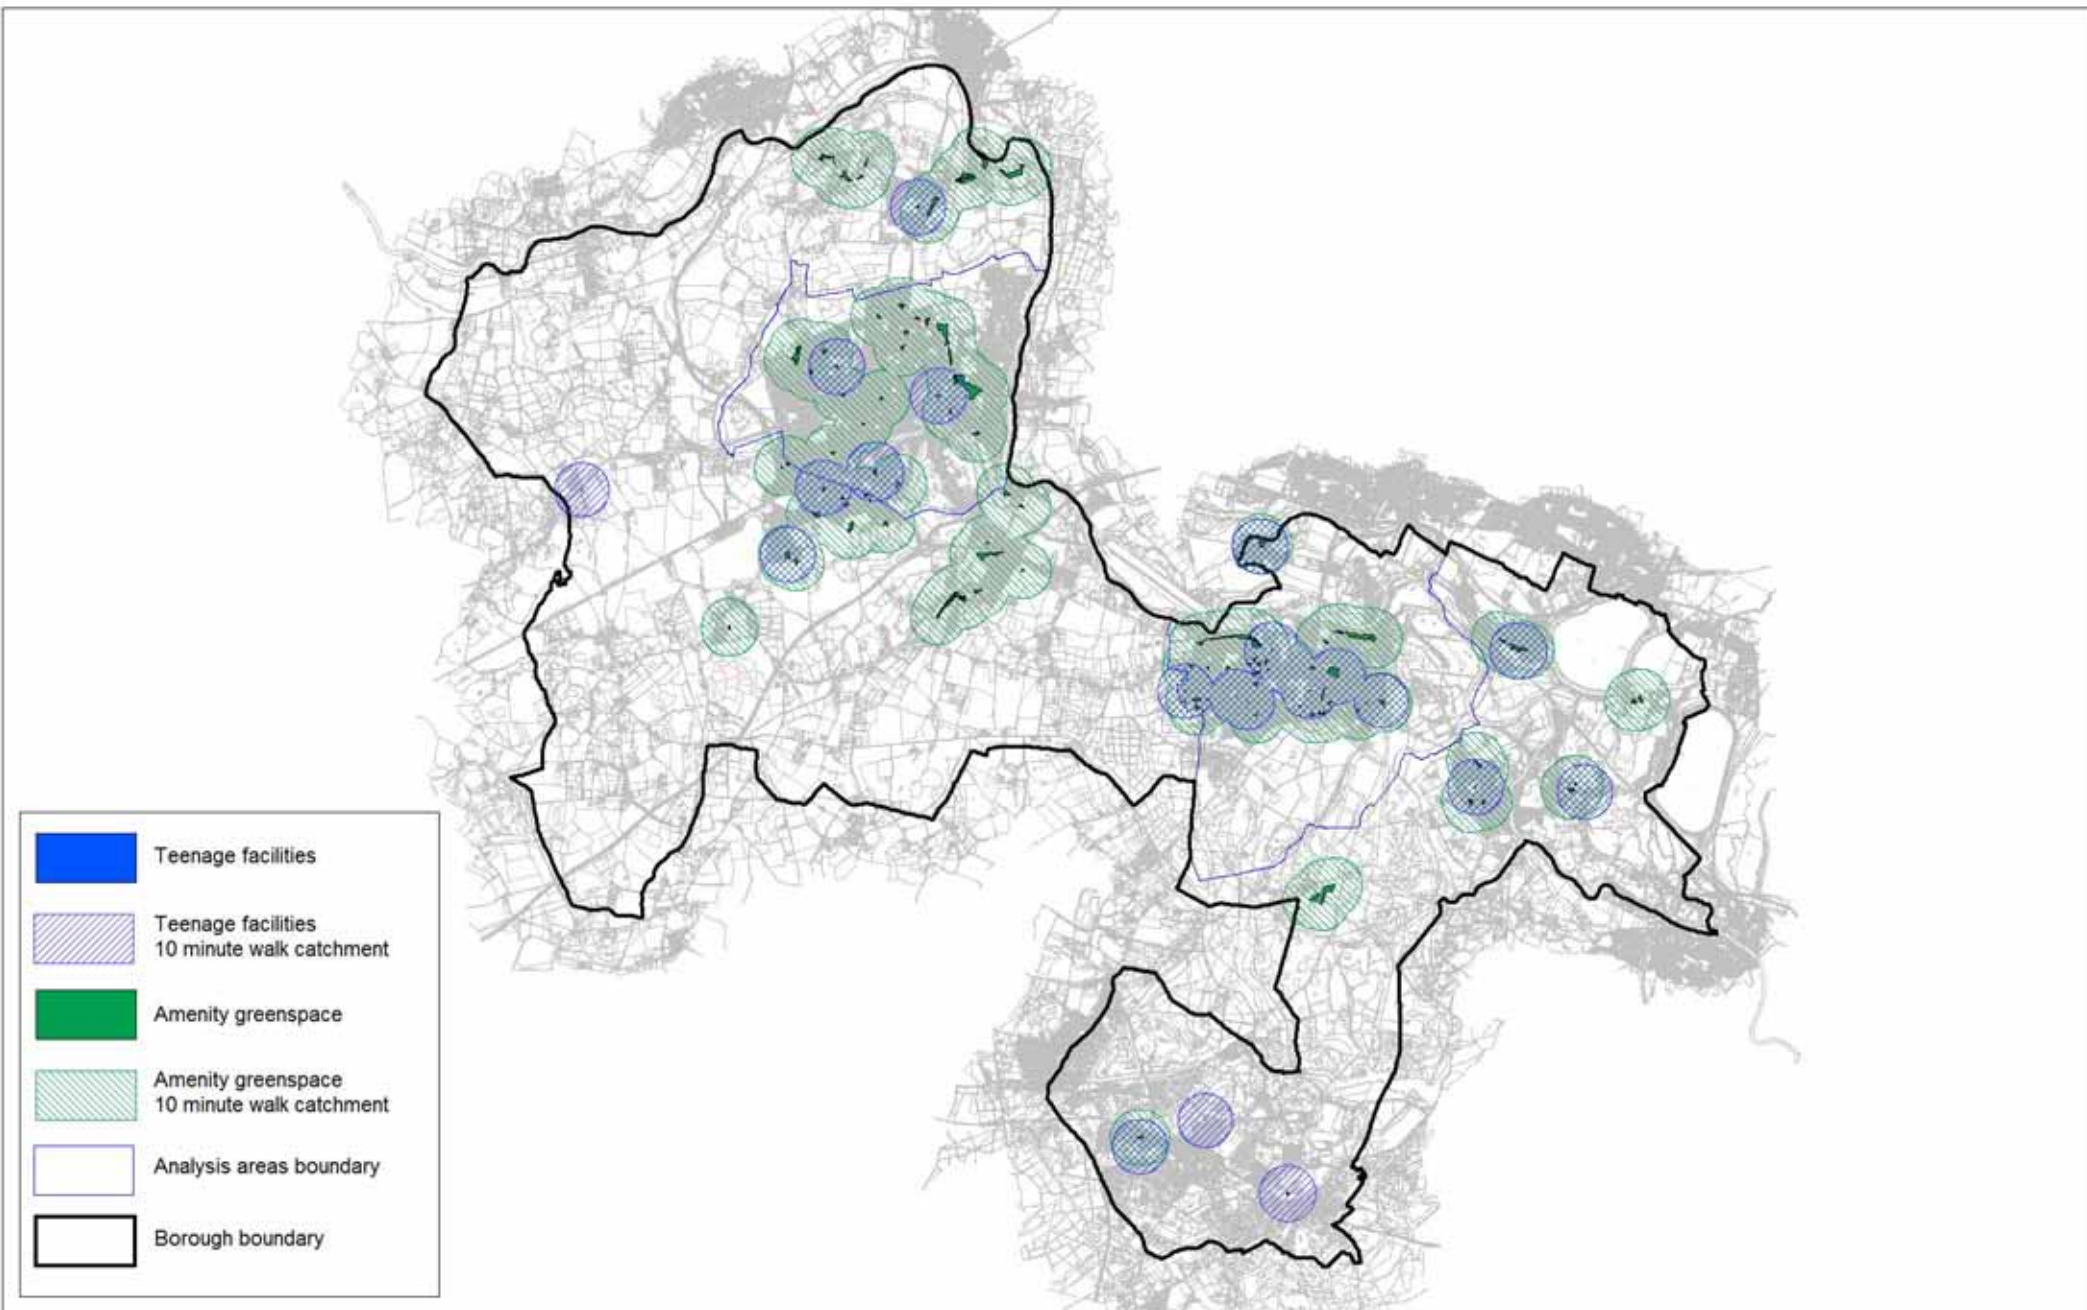 Teenage facilities
Teenage facilities
10 minute walk catchment
Amenity greenspace
Amenity greenspace
10 minute walk catchment
Analysis areas boundary
Borough boundary